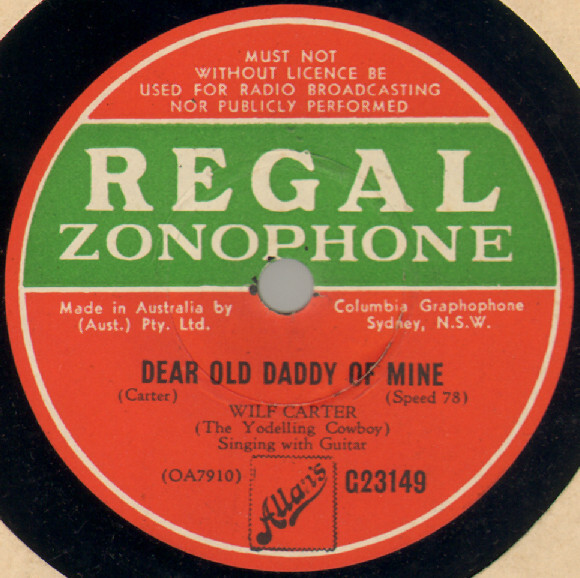 MUST NOT
WITHOUT LICENCE BE
USED FOR RADIO BROADCASTING
NOR PUBLICLY PERFORMED
REGAL
ZONOPHONE
Made in Australia by Columbia Graphophone
(Aust.) Pty. Ltd. Sydney, N.S.W.
DEAR OLD DADDY OF MINE
(Carter) (Speed 78)
WILF CARTER
(The Yodelling Cowboy)
Singing with Guitar
(OA7910) Allan's G23149